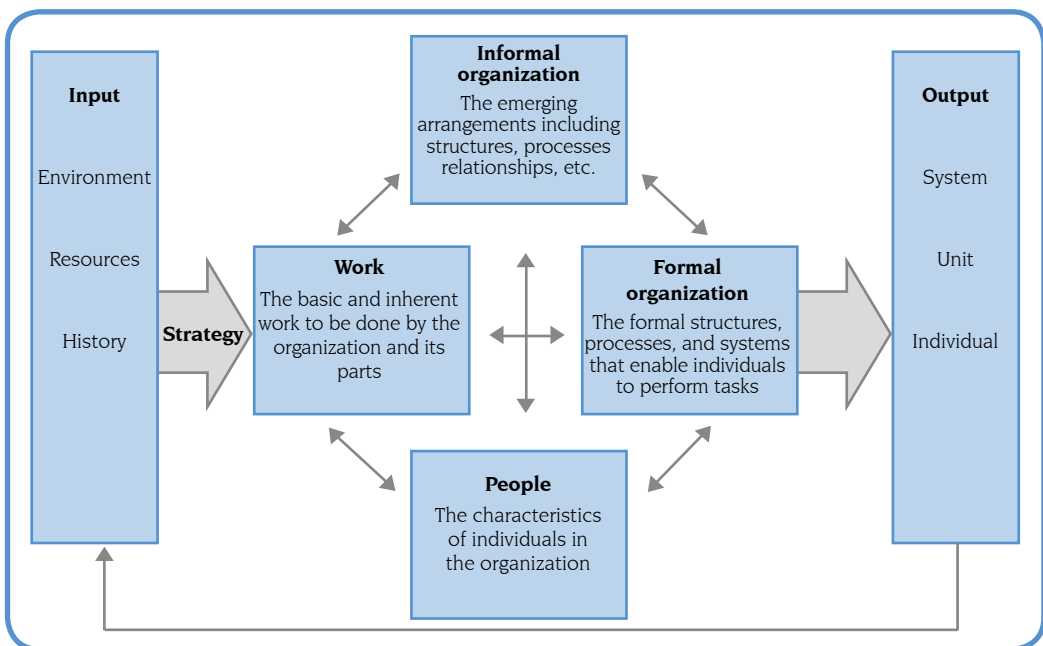 Input
Environment
Resources
History
Strategy
Informal
organization
The emerging
arrangements including
structures, processes
relationships, etc.
Work
The basic and inherent
work to be done by the
organization and its
parts
Formal
organization
The formal structures,
processes, and systems
that enable individuals
to perform tasks
People
The characteristics
of individuals in
the organization
Output
System
Unit
Individual